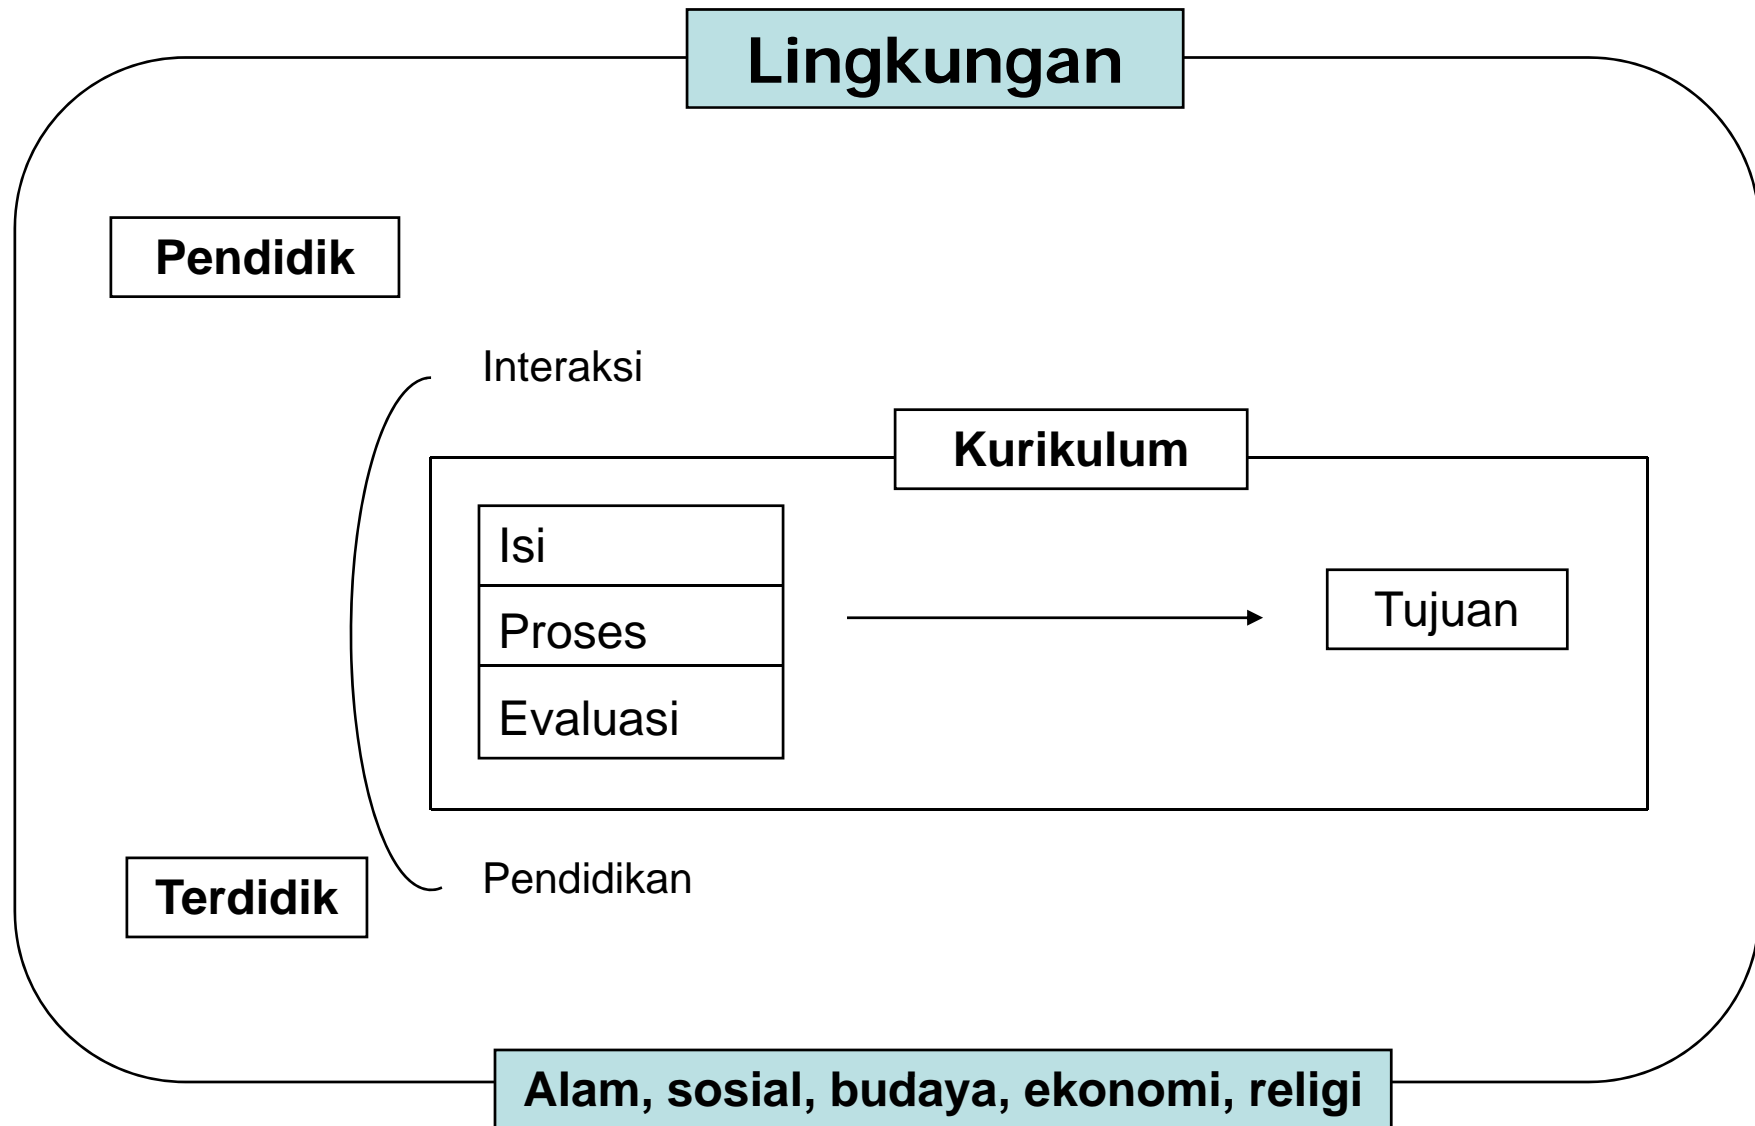 Lingkungan
Pendidik
Interaksi
Kurikulum
Isi
Proses
Tujuan
Evaluasi
Terdidik
Pendidikan
Alam, sosial, budaya, ekonomi, religi